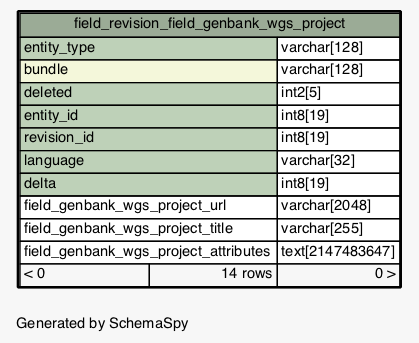 field_revision_field_genbank_wgs_project
entity_type varchar[128]
bundle varchar[128]
deleted int2[5]
entity_id int8[19]
revision_id int8[19]
language varchar[32]
delta int8[19]
field_genbank_wgs_project_url varchar[2048]
field_genbank_wgs_project_title varchar[255]
field_genbank_wgs_project_attributes text[2147483647]
< 0 14 rows 0 >
Generated by SchemaSpy